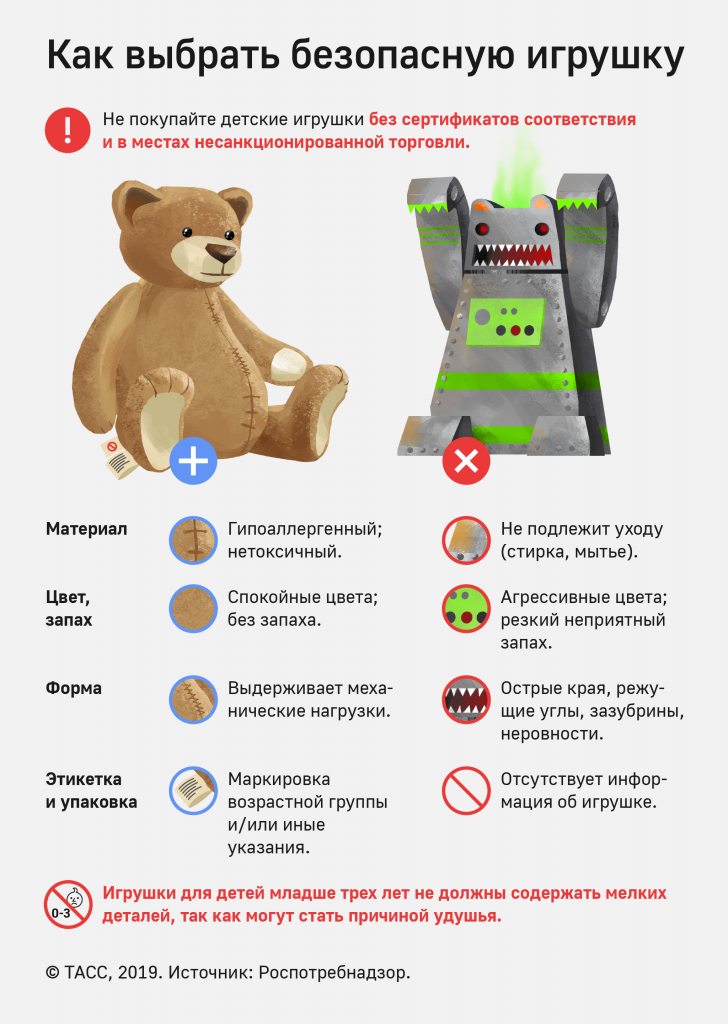 Как выбрать безопасную игрушку
!
Не покупайте детские игрушки без сертификатов соответствия
и в местах несанкционированной торговли.
Материал
Гипоаллергенный;
нетоксичный.
Не подлежит уходу
(стирка, мытье).
Цвет,
запах
Спокойные цвета;
без запаха.
Агрессивные цвета;
резкий неприятный
запах.
Форма
Выдерживает меха-
нические нагрузки.
Острые края, режу-
щие углы, зазубрины,
неровности.
Этикетка
и упаковка
Маркировка
возрастной группы
и/или иные
указания.
Отсутствует инфор-
мация об игрушке.
0-3
Игрушки для детей младше трех лет не должны содержать мелких
деталей, так как могут стать причиной удушья.
© ТАСС, 2019. Источник: Роспотребнадзор.